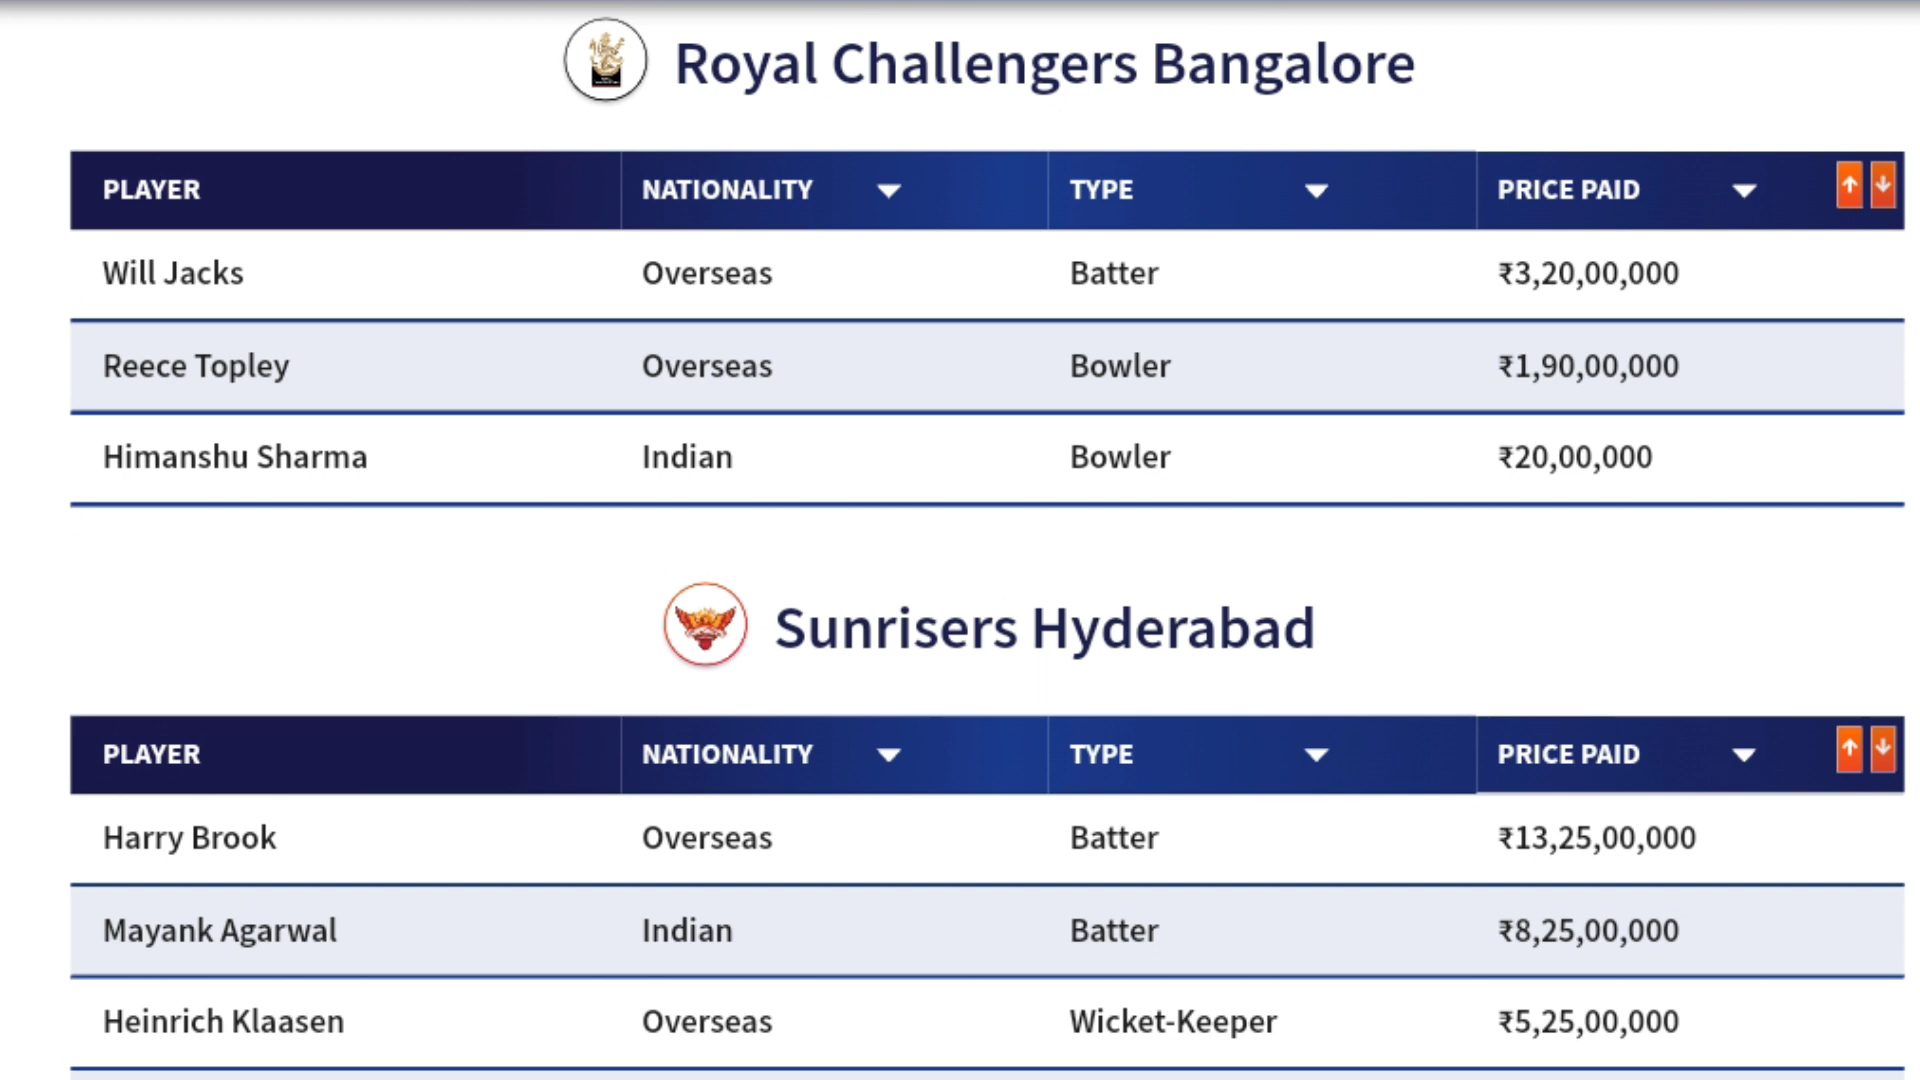 Royal Challengers Bangalore
PLAYER NATIONALITY TYPE PRICE PAID
Will Jacks Overseas Batter ₹3,20,00,000
Reece Topley Overseas Bowler ₹1,90,00,000
Himanshu Sharma Indian Bowler ₹20,00,000
Sunrisers Hyderabad
PLAYER NATIONALITY TYPE PRICE PAID
Harry Brook Overseas Batter ₹13,25,00,000
Mayank Agarwal Indian Batter ₹8,25,00,000
Heinrich Klaasen Overseas Wicket-Keeper ₹5,25,00,000